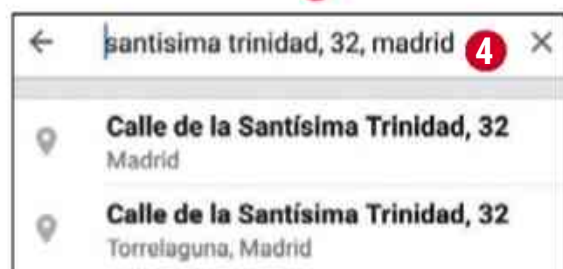 santisima trinidad, 32, madrid 4
Calle de la Santísima Trinidad, 32
Madrid
Calle de la Santísima Trinidad, 32
Torrelaguna, Madrid